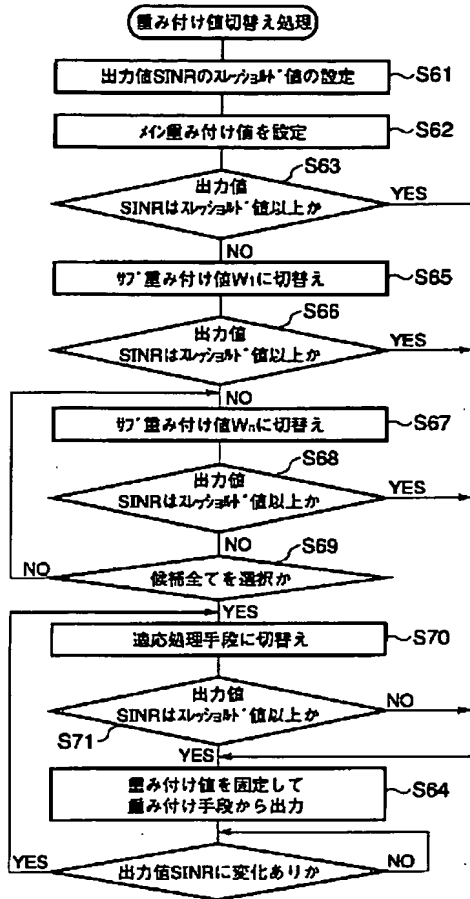 重み付け値切替え処理
出力値SINRのスレッショルド値の設定
S61
メイン重み付け値を設定
S62
S63
出力値
SINRはスレッショルド値以上か
YES
NO
サブ重み付け値W1に切替え
S65
S66
出力値
SINRはスレッショルド値以上か
YES
NO
サブ重み付け値Wnに切替え
S67
S68
出力値
SINRはスレッショルド値以上か
YES
NO
S69
候補全てを選択か
NO
YES
適応処理手段に切替え
S70
出力値
SINRはスレッショルド値以上か
NO
S71
YES
重み付け値を固定して
重み付け手段から出力
S64
YES
出力値SINRに変化ありか
NO